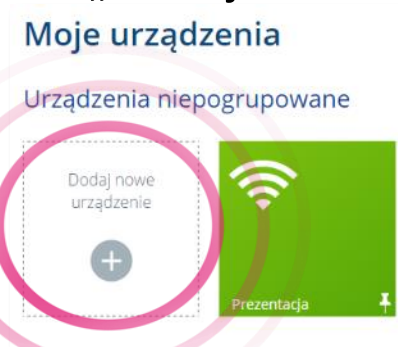 Moje urządzenia
Urządzenia niepogrupowane
Dodaj nowe
urządzenie
Prezentacja